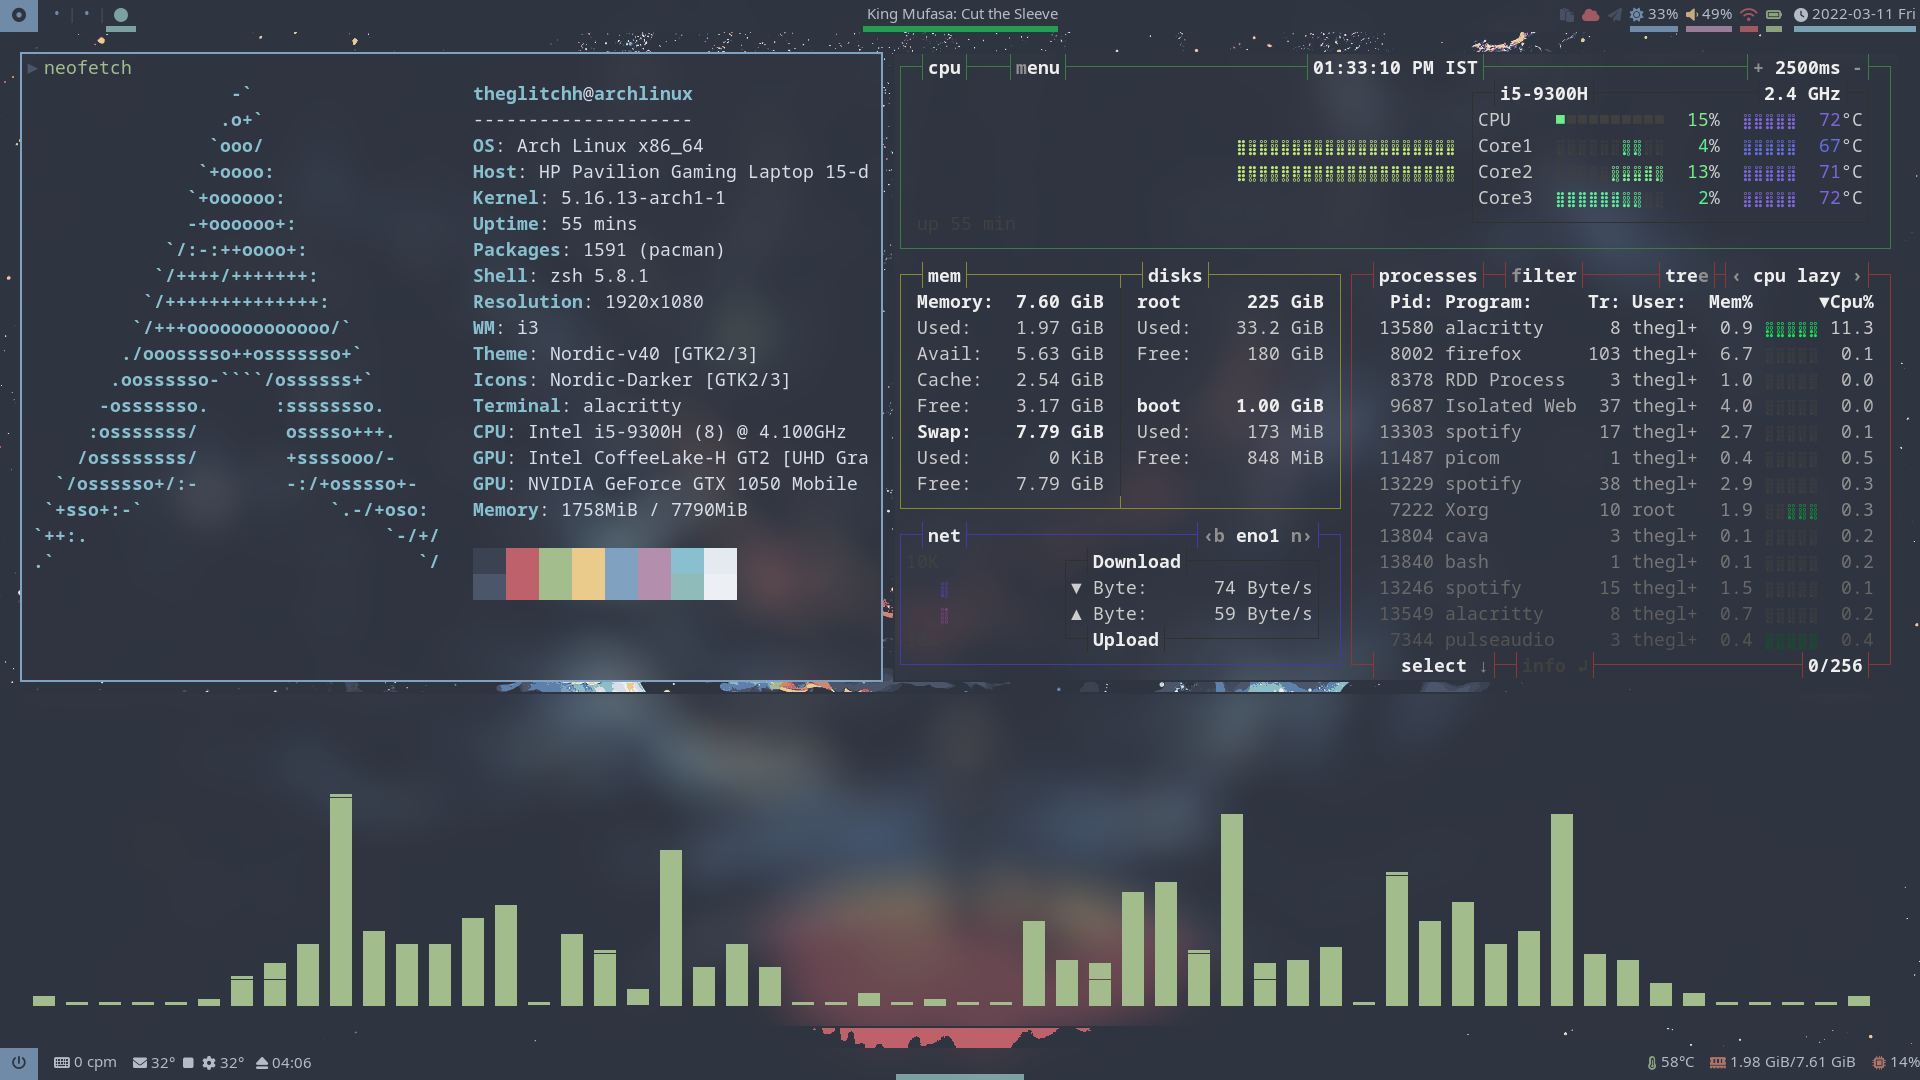 King Mufasa: Cut the Sleeve
33% 49% 2022-03-11 Fri
neofetch
-`
.o+`
`ooo/
`+oooo:
`+oooooo:
-+oooooo+:
`/:-:++oooo+:
`/++++/+++++++:
`/++++++++++++++:
`/+++ooooooooooooo/`
./ooosssso++osssssso+`
.oossssso-````/ossssss+`
-osssssso. :ssssssso.
:osssssss/ osssso+++.
/ossssssss/ +ssssooo/-
`/ossssso+/:- -:/+osssso+-
`+sso+:-` `.-/+oso:
`++:. `-/+/
.` `/
theglitchh@archlinux
--------------------
OS: Arch Linux x86_64
Host: HP Pavilion Gaming Laptop 15-d
Kernel: 5.16.13-arch1-1
Uptime: 55 mins
Packages: 1591 (pacman)
Shell: zsh 5.8.1
Resolution: 1920x1080
WM: i3
Theme: Nordic-v40 [GTK2/3]
Icons: Nordic-Darker [GTK2/3]
Terminal: alacritty
CPU: Intel i5-9300H (8) @ 4.100GHz
GPU: Intel CoffeeLake-H GT2 [UHD Gra
GPU: NVIDIA GeForce GTX 1050 Mobile
Memory: 1758MiB / 7790MiB
cpu menu 01:33:10 PM IST + 2500ms -
i5-9300H 2.4 GHz
CPU 15% 72°C
Core1 4% 67°C
Core2 13% 71°C
Core3 2% 72°C
up 55 min
mem disks
Memory: 7.60 GiB root 225 GiB
Used: 1.97 GiB Used: 33.2 GiB
Avail: 5.63 GiB Free: 180 GiB
Cache: 2.54 GiB
Free: 3.17 GiB boot 1.00 GiB
Swap: 7.79 GiB Used: 173 MiB
Used: 0 KiB Free: 848 MiB
Free: 7.79 GiB
net ‹b eno1 n›
10K
Download
▼ Byte: 74 Byte/s
▲ Byte: 59 Byte/s
Upload
processes filter tree ‹ cpu lazy ›
Pid: Program: Tr: User: Mem% ▼Cpu%
13580 alacritty 8 thegl+ 0.9 11.3
8002 firefox 103 thegl+ 6.7 0.1
8378 RDD Process 3 thegl+ 1.0 0.0
9687 Isolated Web 37 thegl+ 4.0 0.0
13303 spotify 17 thegl+ 2.7 0.1
11487 picom 1 thegl+ 0.4 0.5
13229 spotify 38 thegl+ 2.9 0.3
7222 Xorg 10 root 1.9 0.3
13804 cava 3 thegl+ 0.1 0.2
13840 bash 1 thegl+ 0.1 0.2
13246 spotify 15 thegl+ 1.5 0.1
13549 alacritty 8 thegl+ 0.7 0.2
7344 pulseaudio 3 thegl+ 0.4 0.4
select ↓ info ↲ 0/256
0 cpm 32° 32° 04:06
58°C 1.98 GiB/7.61 GiB 14%